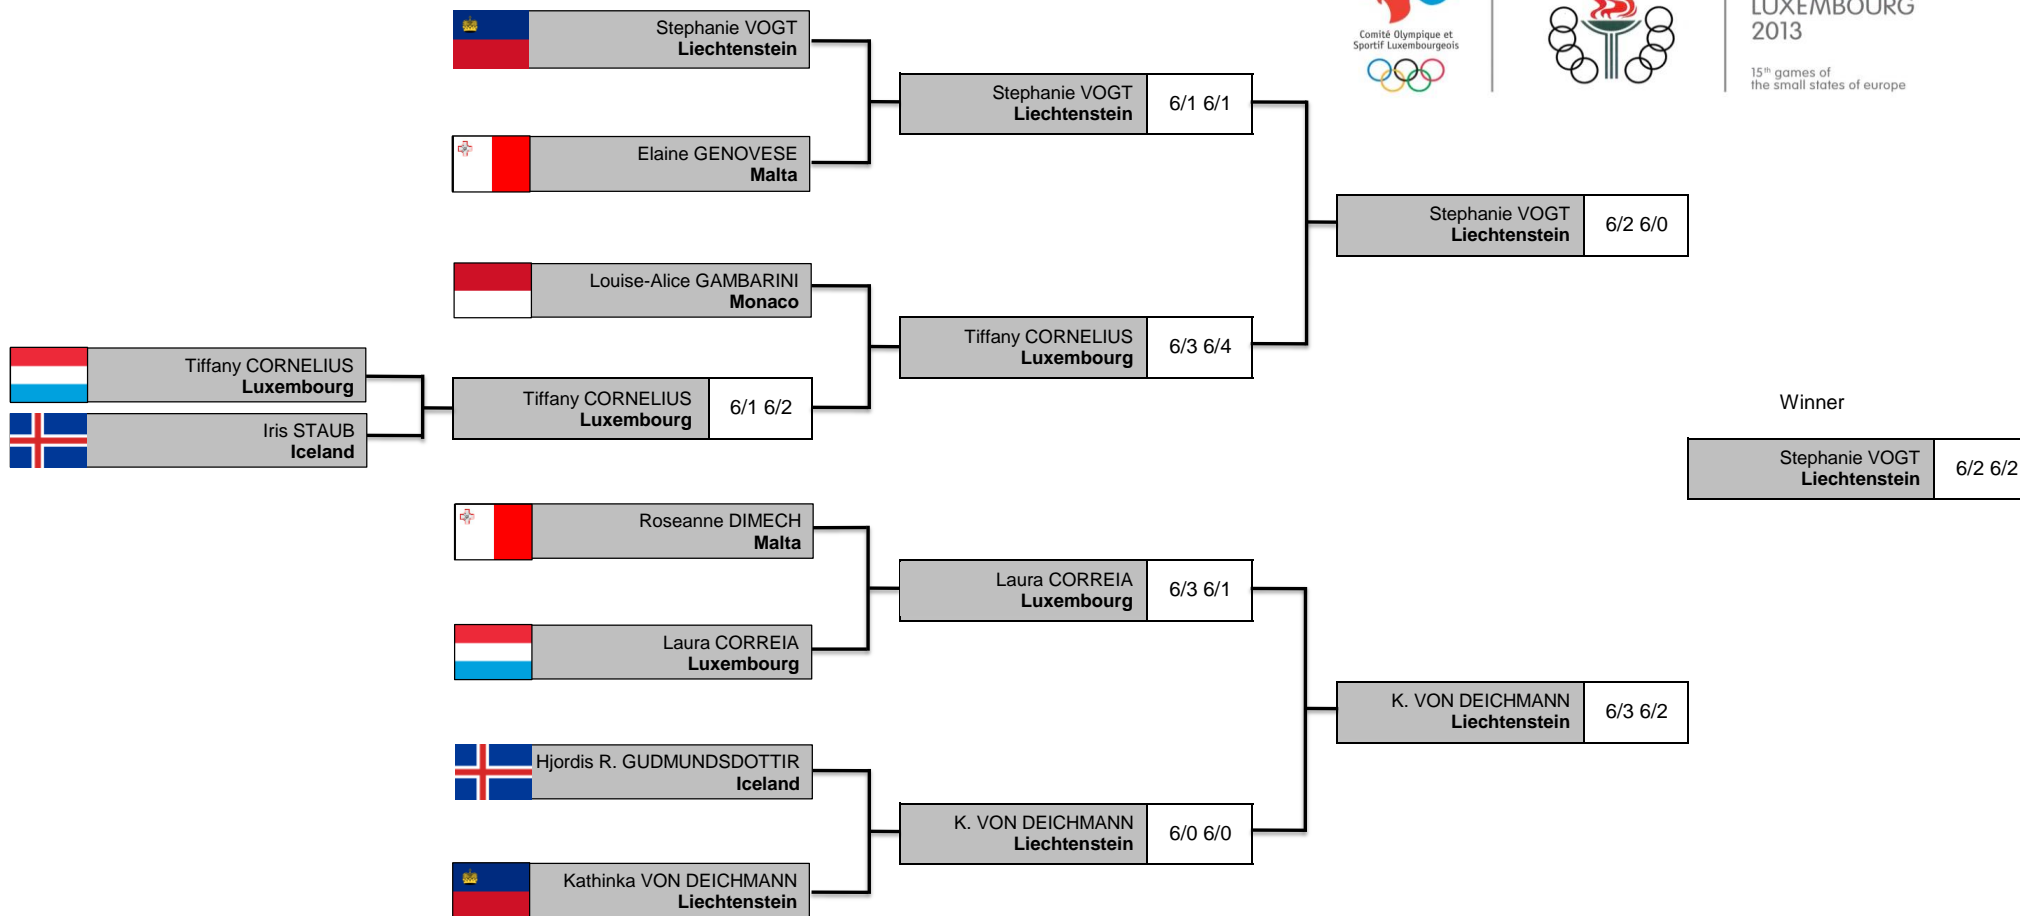 LUXEMBOURG
2013
15th games of
the small states of europe
Comité Olympique et
Sportif Luxembourgeois
Stephanie VOGT
Liechtenstein
Elaine GENOVESE
Malta
Louise-Alice GAMBARINI
Monaco
Tiffany CORNELIUS
Luxembourg
Iris STAUB
Iceland
Tiffany CORNELIUS
Luxembourg
6/1 6/2
Roseanne DIMECH
Malta
Laura CORREIA
Luxembourg
Hjordis R. GUDMUNDSDOTTIR
Iceland
Kathinka VON DEICHMANN
Liechtenstein
Stephanie VOGT
Liechtenstein
6/1 6/1
Tiffany CORNELIUS
Luxembourg
6/3 6/4
Laura CORREIA
Luxembourg
6/3 6/1
K. VON DEICHMANN
Liechtenstein
6/0 6/0
Stephanie VOGT
Liechtenstein
6/2 6/0
K. VON DEICHMANN
Liechtenstein
6/3 6/2
Winner
Stephanie VOGT
Liechtenstein
6/2 6/2